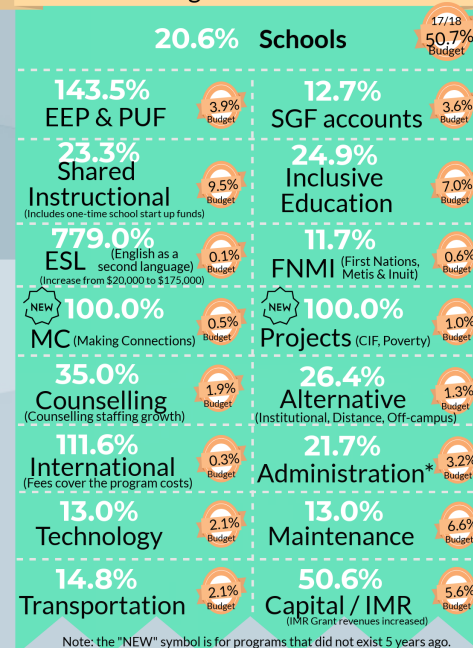 17/18
20.6% Schools
50.7%
Budget
143.5%
EEP & PUF
3.9%
Budget
12.7%
SGF accounts
3.6%
Budget
23.3%
Shared
Instructional
(Includes one-time school start up funds)
9.5%
Budget
24.9%
Inclusive
Education
7.0%
Budget
779.0%
ESL (English as a
second language)
(Increase from $20,000 to $175,000)
0.1%
Budget
11.7%
FNMI (First Nations,
Metis & Inuit)
0.6%
Budget
NEW 100.0%
MC (Making Connections)
0.5%
Budget
NEW 100.0%
Projects (CIF, Poverty)
1.0%
Budget
35.0%
Counselling
(Counselling staffing growth)
1.9%
Budget
26.4%
Alternative
(Institutional, Distance, Off-campus)
1.3%
Budget
111.6%
International
(Fees cover the program costs)
0.3%
Budget
21.7%
Administration*
3.2%
Budget
13.0%
Technology
2.1%
Budget
13.0%
Maintenance
6.6%
Budget
14.8%
Transportation
2.1%
Budget
50.6%
Capital / IMR
(IMR Grant revenues increased)
5.6%
Budget
Note: the "NEW" symbol is for programs that did not exist 5 years ago.